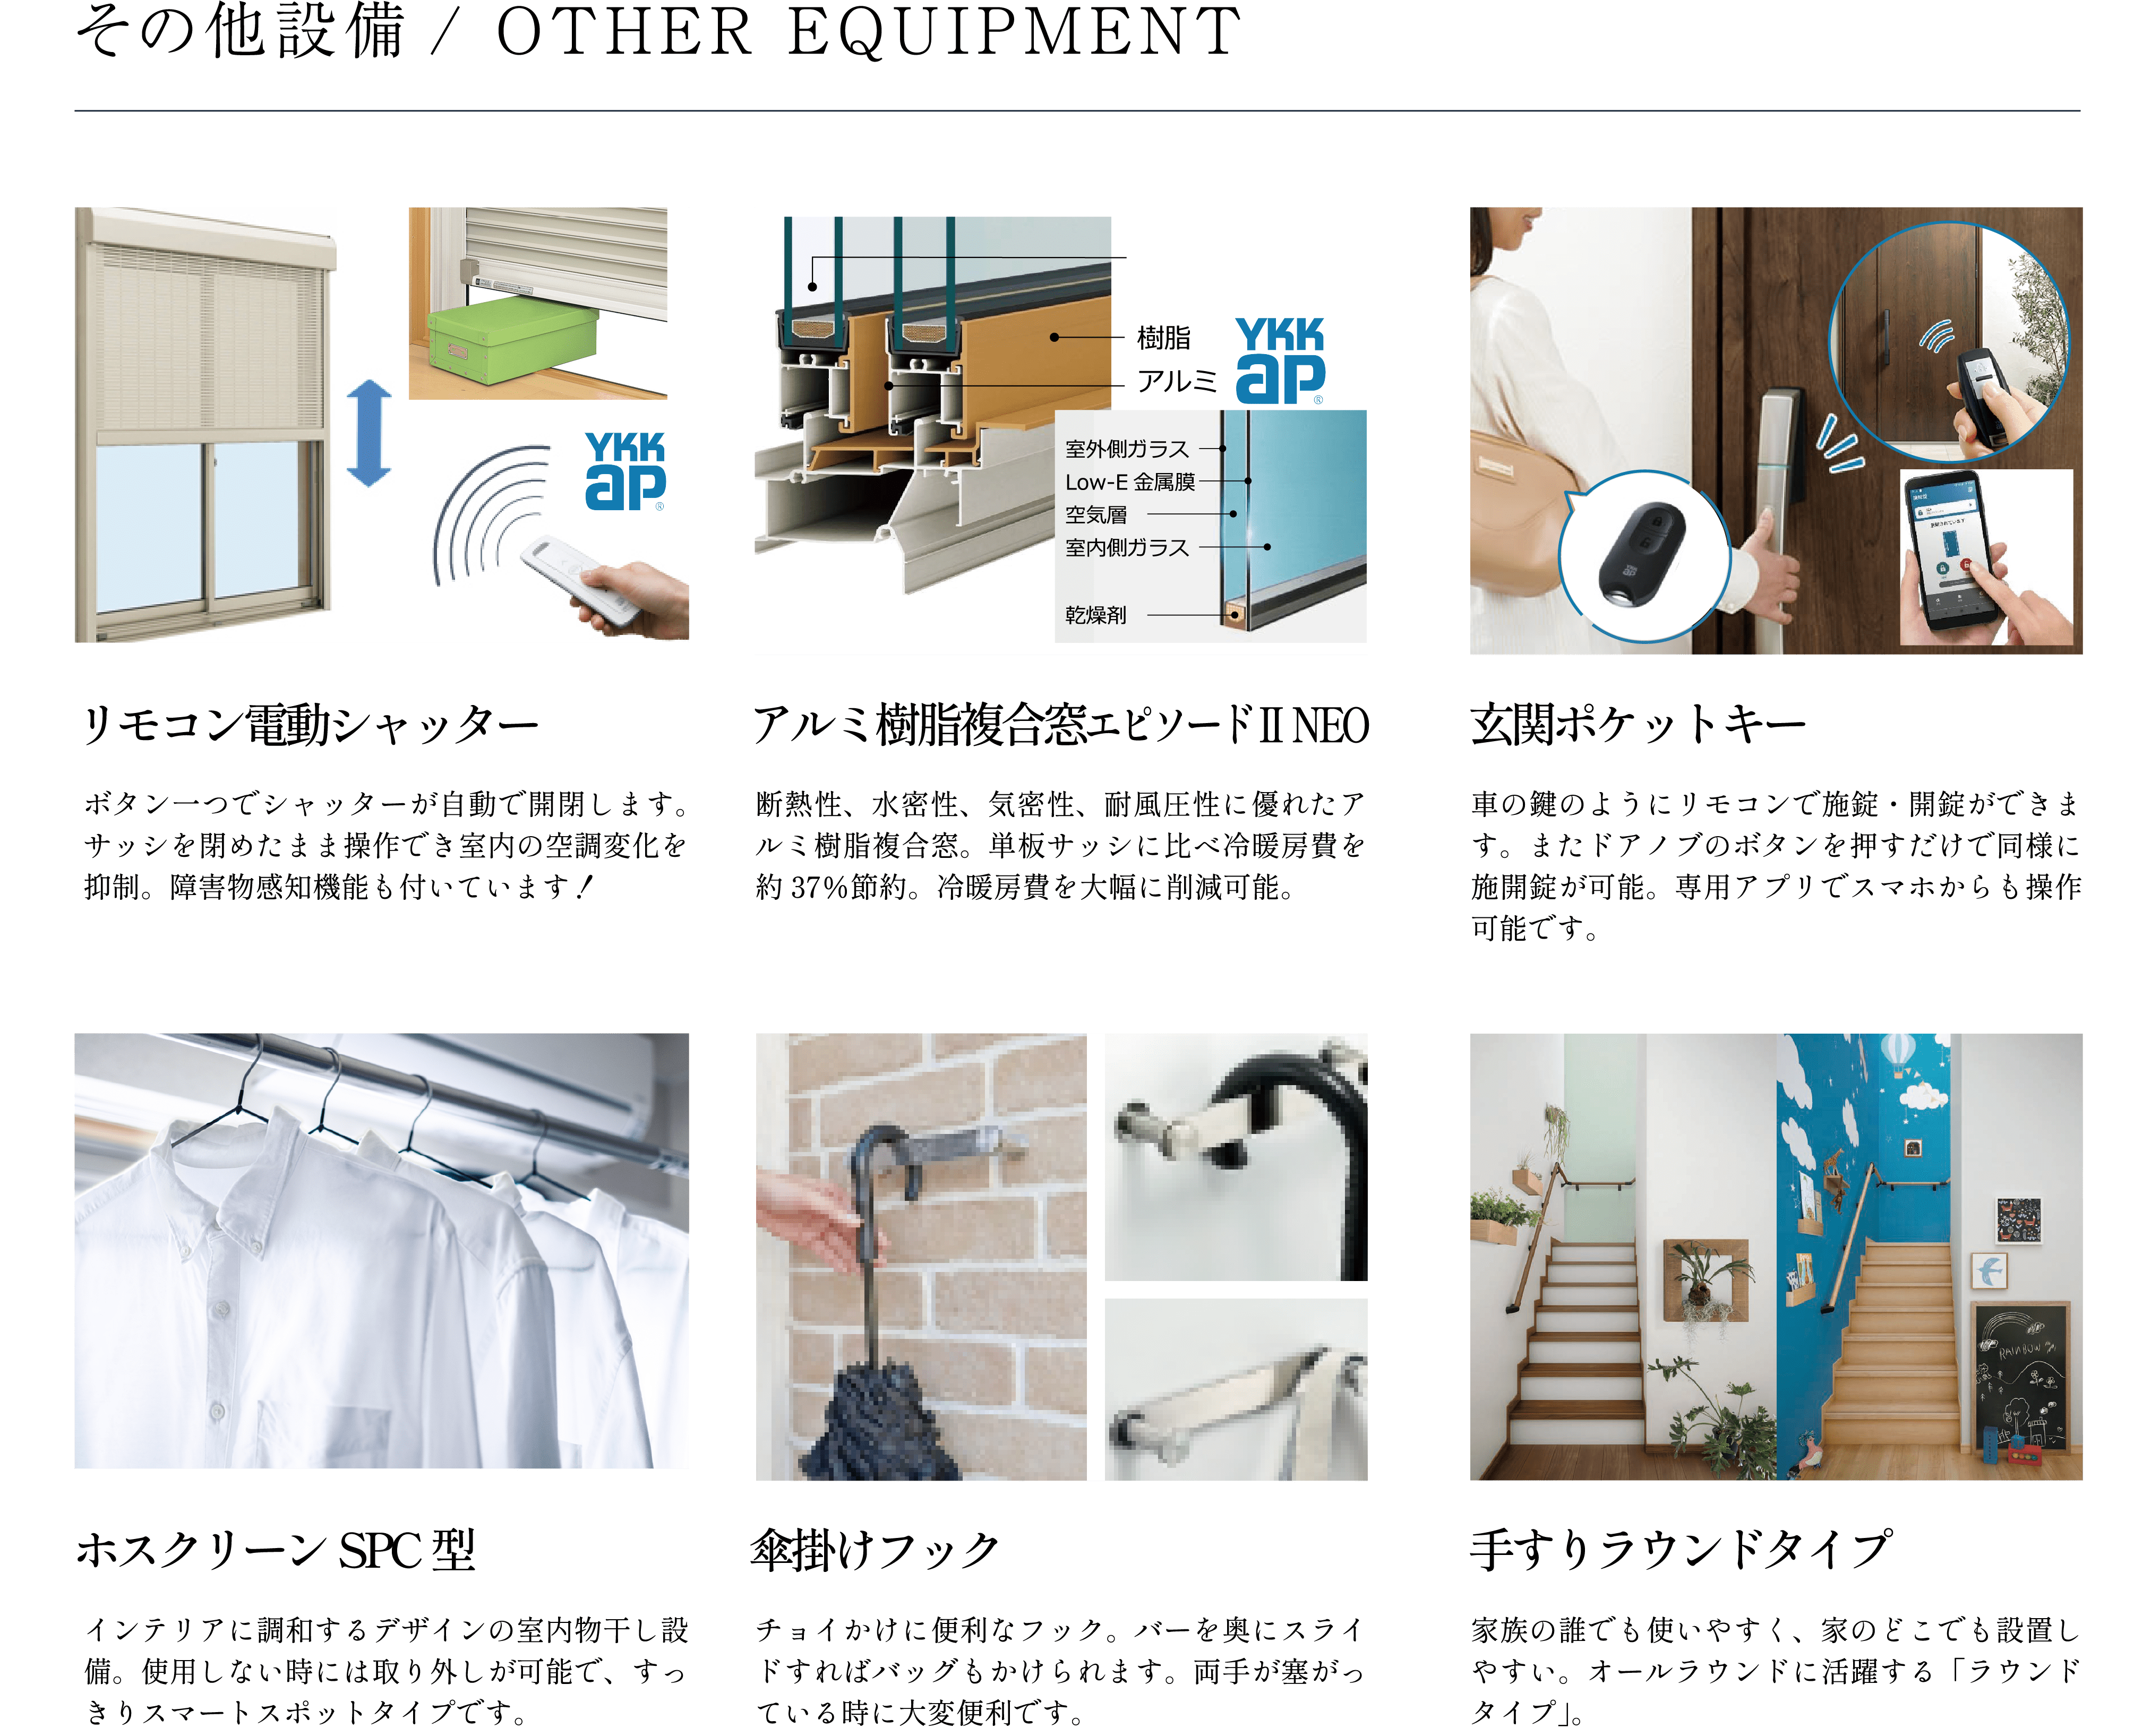 その他設備 / OTHER EQUIPMENT
YKK
ap®
樹脂
アルミ
YKK
ap®
室外側ガラス
Low-E 金属膜
空気層
室内側ガラス
乾燥剤
YKK
ap
リモコン電動シャッター
ボタン一つでシャッターが自動で開閉します。
サッシを閉めたまま操作でき室内の空調変化を
抑制。障害物感知機能も付いています！
アルミ樹脂複合窓エピソードⅡ NEO
断熱性、水密性、気密性、耐風圧性に優れたア
ルミ樹脂複合窓。単板サッシに比べ冷暖房費を
約 37%節約。冷暖房費を大幅に削減可能。
玄関ポケットキー
車の鍵のようにリモコンで施錠・開錠ができま
す。またドアノブのボタンを押すだけで同様に
施開錠が可能。専用アプリでスマホからも操作
可能です。
RAINBOW
ホスクリーン SPC 型
インテリアに調和するデザインの室内物干し設
備。使用しない時には取り外しが可能で、すっ
きりスマートスポットタイプです。
傘掛けフック
チョイかけに便利なフック。バーを奥にスライ
ドすればバッグもかけられます。両手が塞がっ
ている時に大変便利です。
手すりラウンドタイプ
家族の誰でも使いやすく、家のどこでも設置し
やすい。オールラウンドに活躍する「ラウンド
タイプ」。